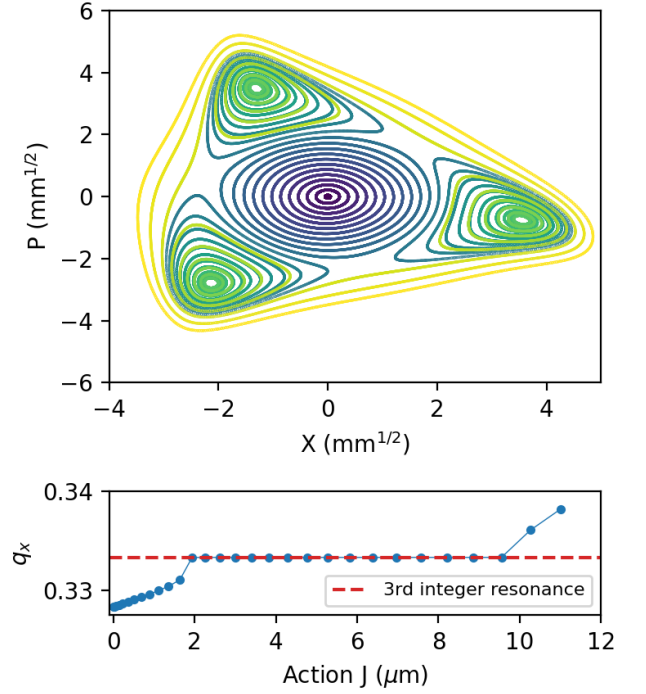 6
4
2
0
−2
−4
−6
P (mm^{1/2})
−4 −2 0 2 4
X (mm^{1/2})
0.34
0.33
q_x
3rd integer resonance
0 2 4 6 8 10 12
Action J (μm)